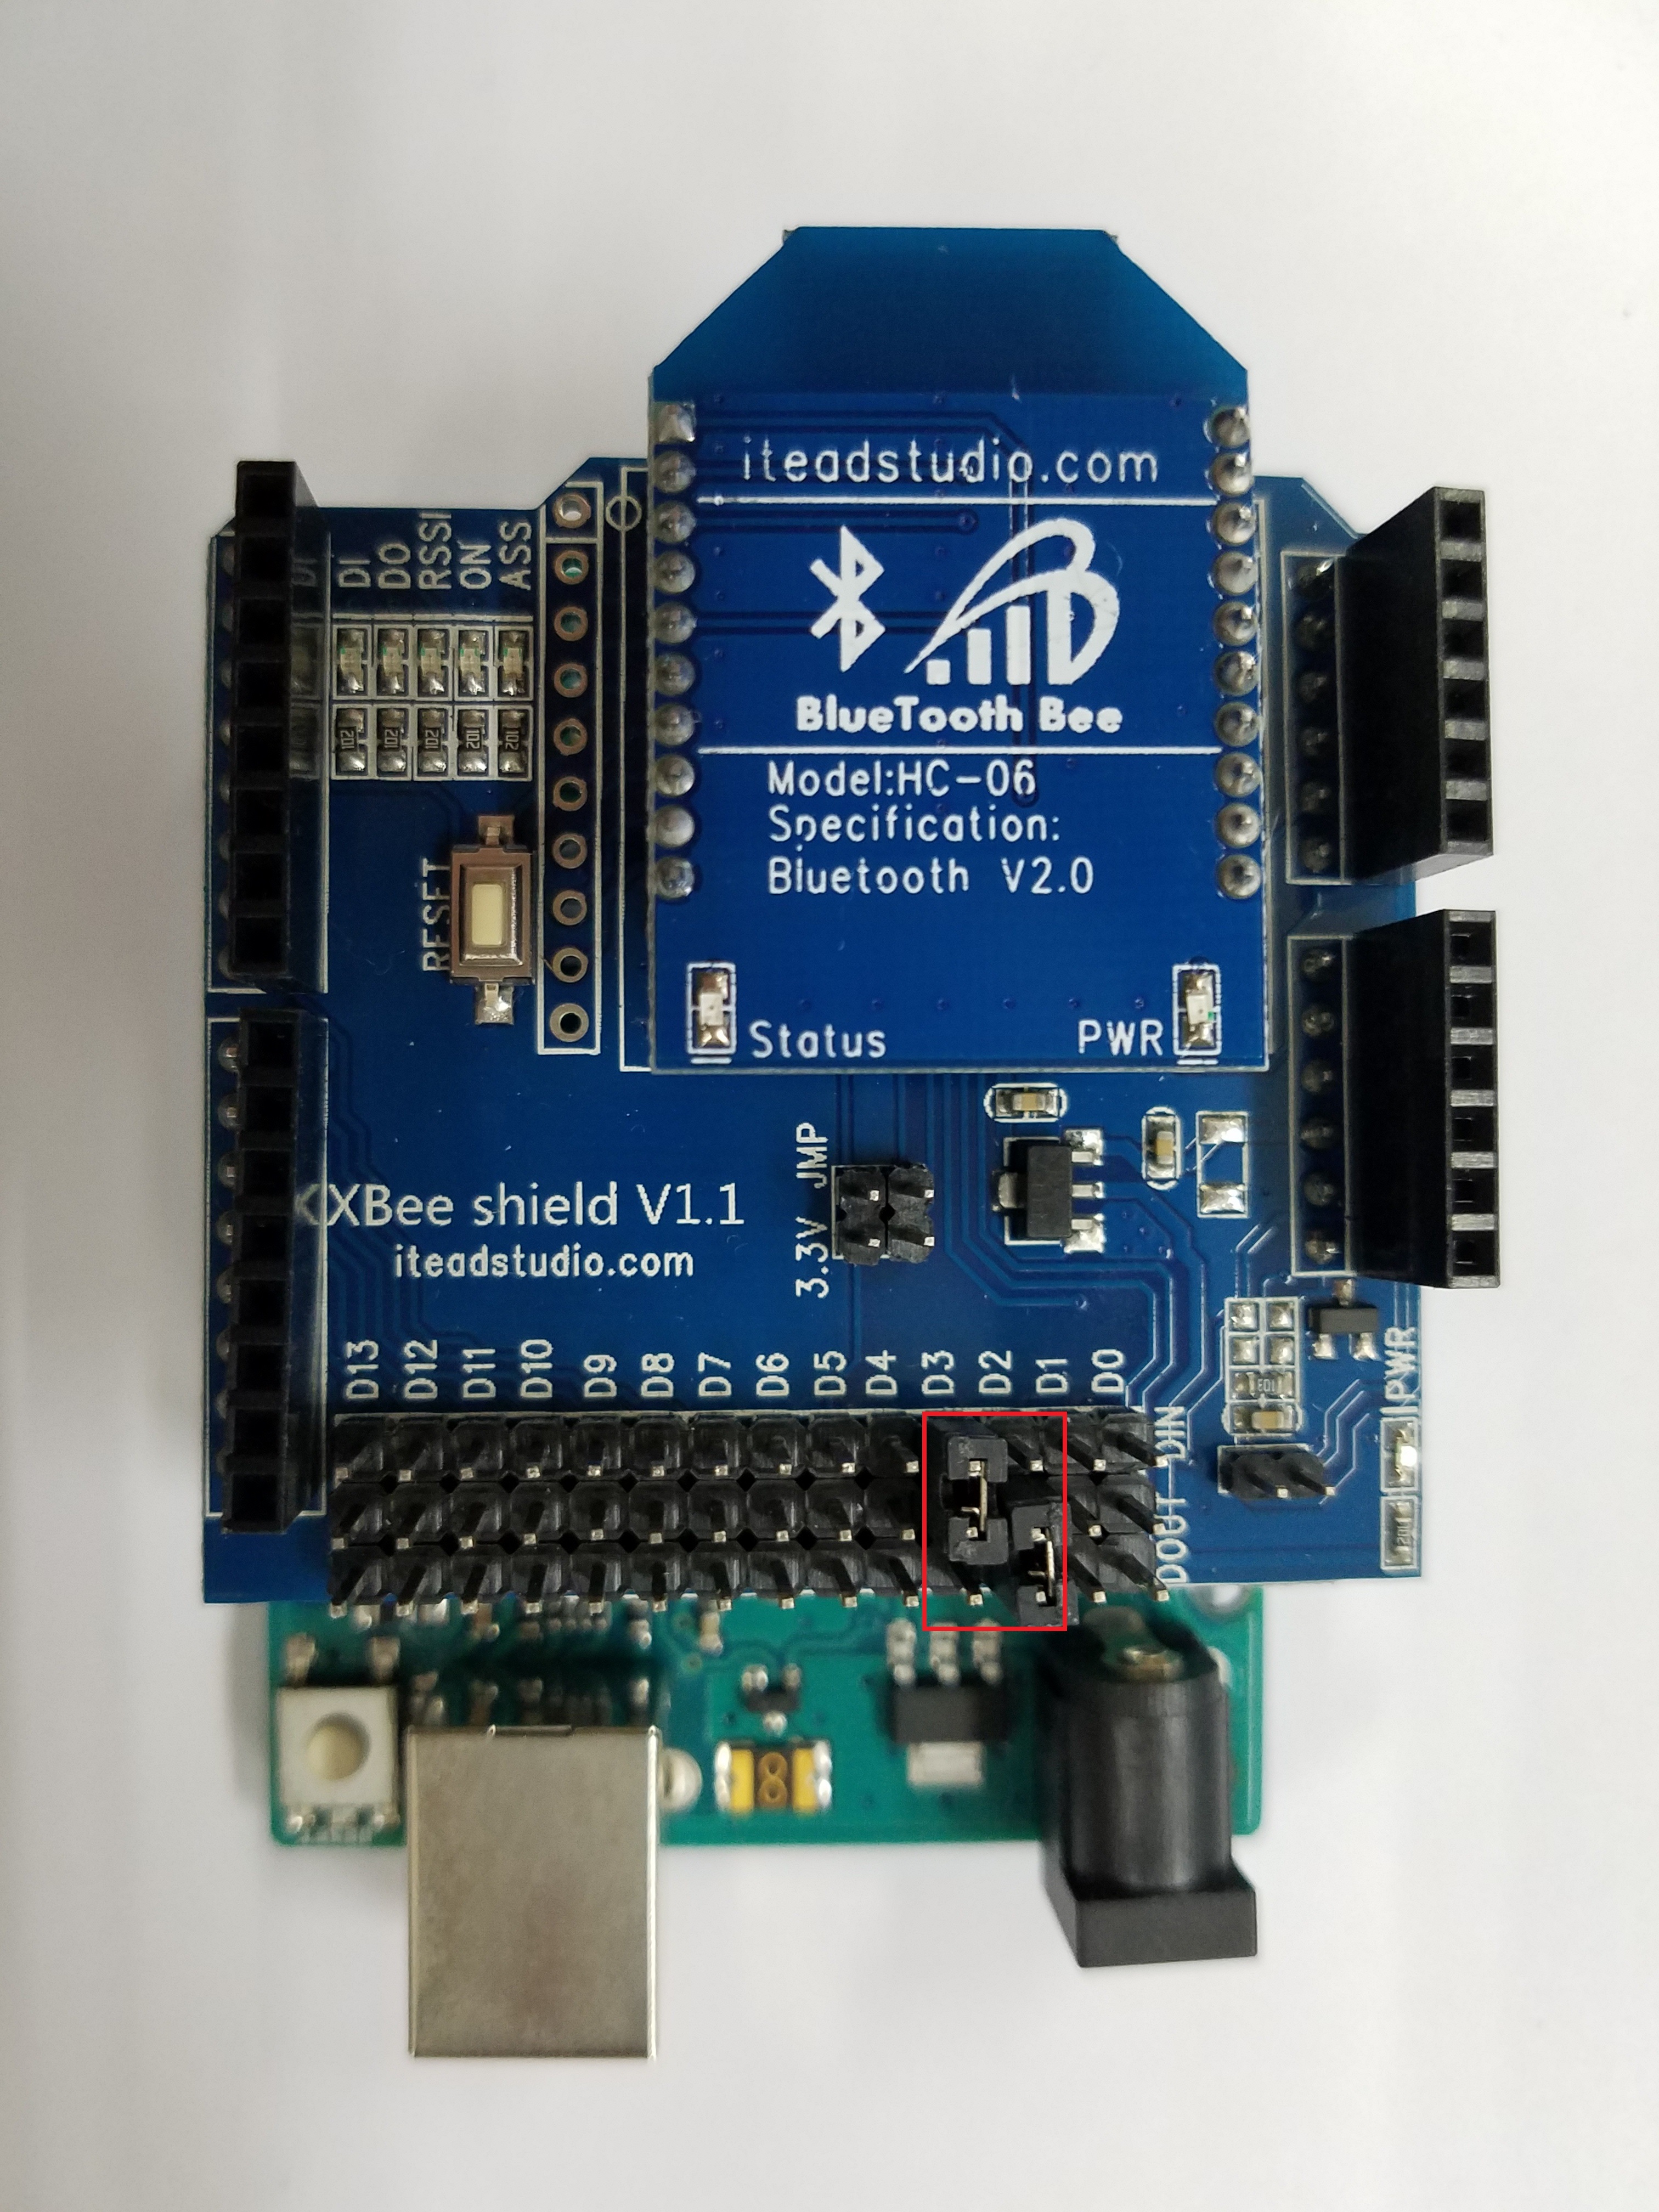 iteadstudio.com
DI
DO
RSSI
ON
ASS
BlueTooth Bee
Model:HC-06
Specification:
Bluetooth V2.0
RESET
Status
PWR
3.3V JMP
XBee shield V1.1
iteadstudio.com
D13
D12
D11
D10
D9
D8
D7
D6
D5
D4
D3
D2
D1
D0
PWR
DOUT
DIN
102
102
102
102
102